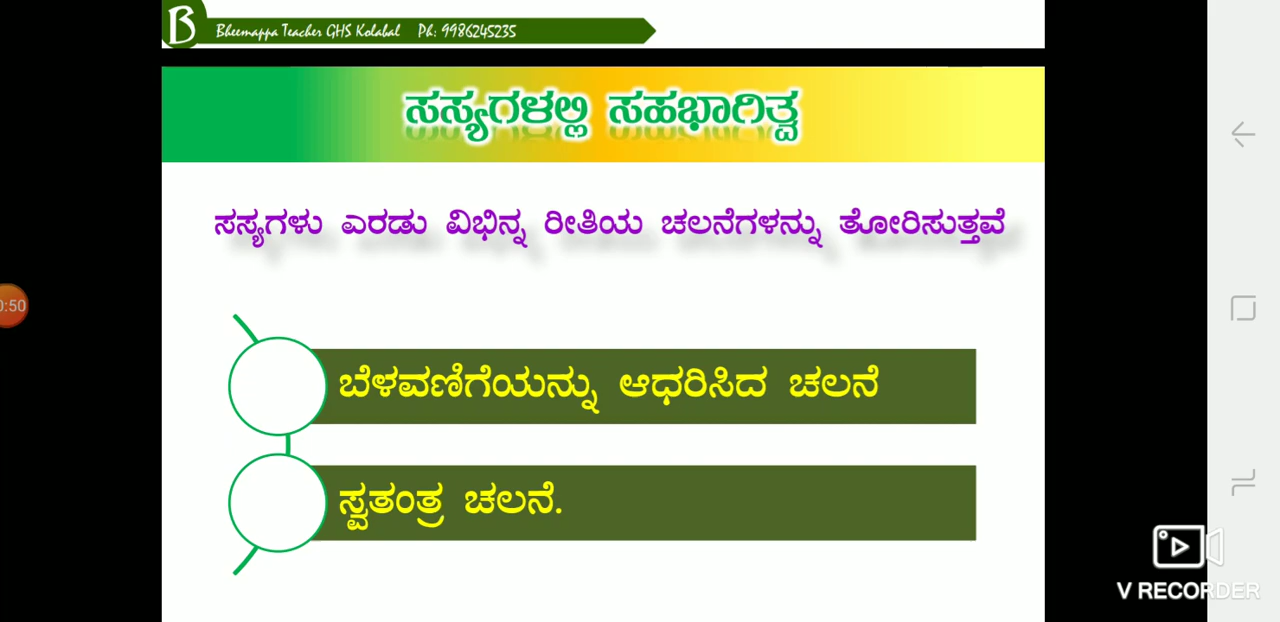 B Bheemappa Teacher GHS Kolabal Ph: 9986245235
ಸಸ್ಯಗಳಲ್ಲಿ ಸಹಭಾಗಿತ್ವ
ಸಸ್ಯಗಳು ಎರಡು ವಿಭಿನ್ನ ರೀತಿಯ ಚಲನೆಗಳನ್ನು ತೋರಿಸುತ್ತವೆ
ಬೆಳವಣಿಗೆಯನ್ನು ಆಧರಿಸಿದ ಚಲನೆ
ಸ್ವತಂತ್ರ ಚಲನೆ.
:50
V RECORDER